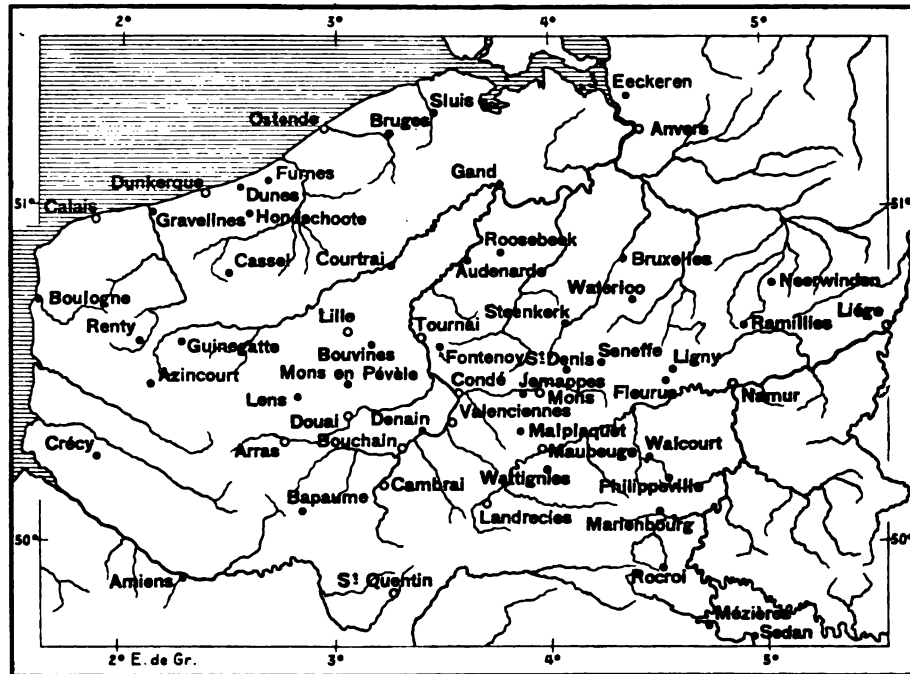 2° 3° 4° 5°
Eeckeren
Sluis
Ostende
Bruges
Anvers
Furnes
Dunkerque
Dunes
Gand
51° 51°
Calais
Gravelines
Hondschoote
Roosebeek
Cassel
Courtrai
Audenarde
Bruxelles
Neerwinden
Boulogne
Waterloo
Lille
Steenkerk
Liége
Renty
Tournai
Ramillies
Guinegatte
Bouvines
Fontenoy
St Denis
Seneffe
Ligny
Azincourt
Mons en Pévèle
Condé
Jemappes
Fleurus
Namur
Lens
Mons
Douai
Denain
Valenciennes
Malplaquet
Crécy
Arras
Bouchain
Maubeuge
Walcourt
Wattignies
Bapaume
Cambrai
Philippeville
Landrecies
Marienbourg
50° 50°
Amiens
St Quentin
Rocroi
Mézières
Sedan
2° E. de Gr. 3° 4° 5°